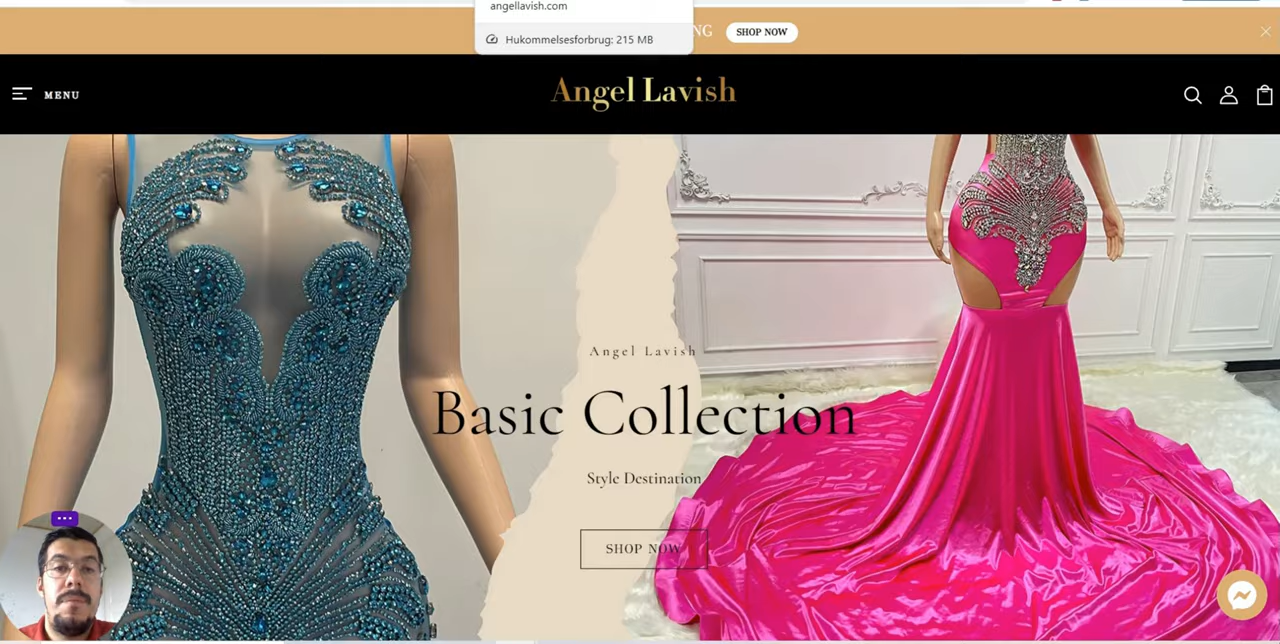 angellavish.com
Hukommelsesforbrug: 215 MB
NG
SHOP NOW
MENU
Angel Lavish
Angel Lavish
Basic Collection
Style Destination
SHOP NOW